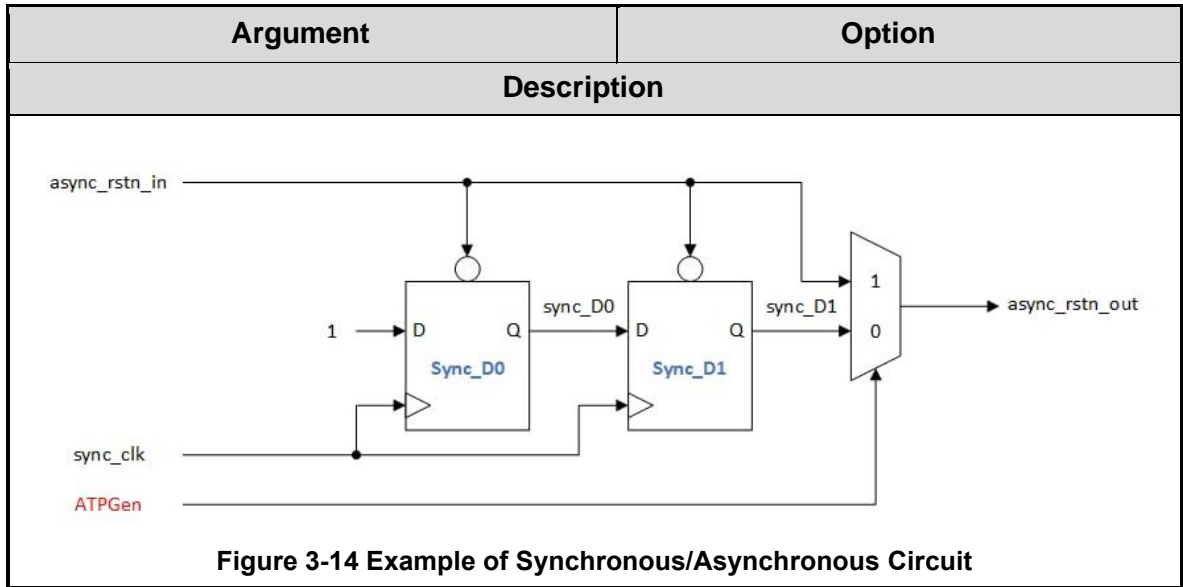 Argument Option
Description
async_rstn_in
sync_D0 sync_D1 1 async_rstn_out
1 D Q D Q 0
Sync_D0 Sync_D1
sync_clk
ATPGen
Figure 3-14 Example of Synchronous/Asynchronous Circuit